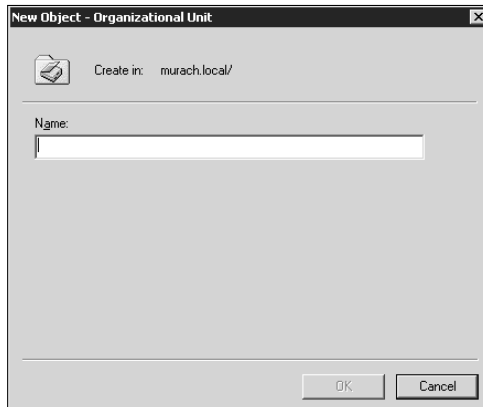 New Object - Organizational Unit
Create in: murach.local/
Name:
OK Cancel